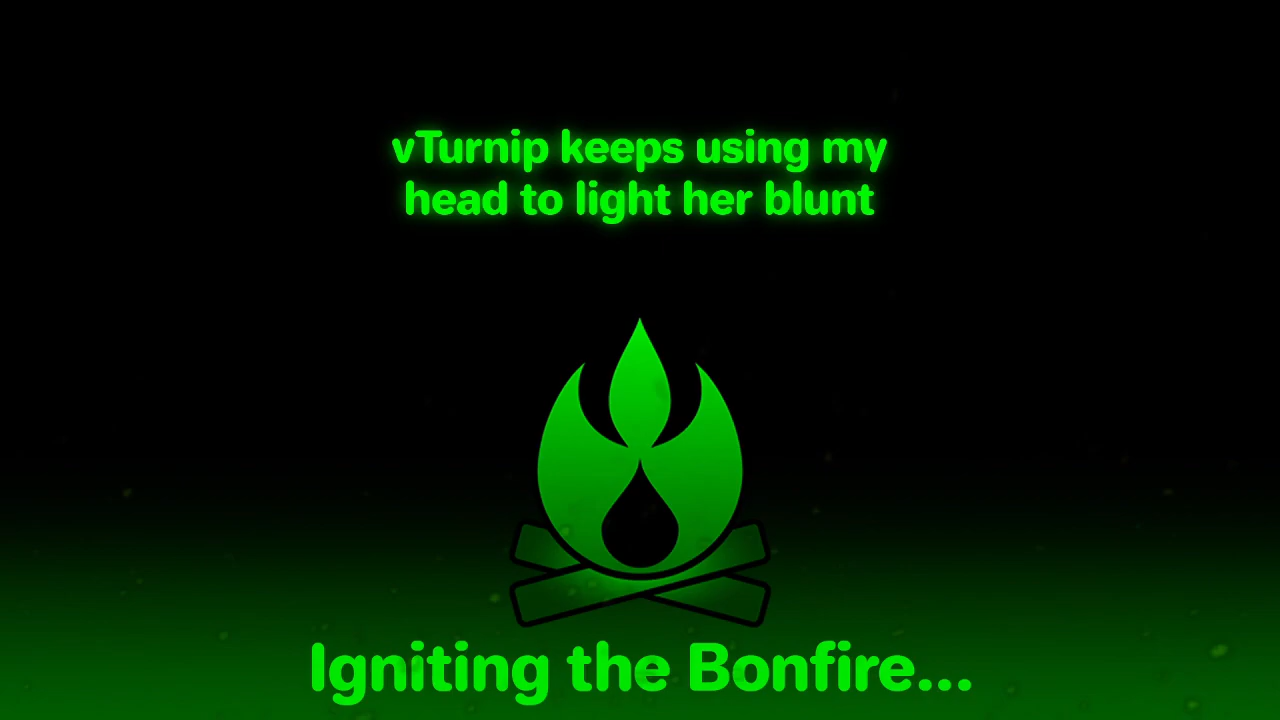 vTurnip keeps using my
head to light her blunt
Igniting the Bonfire...